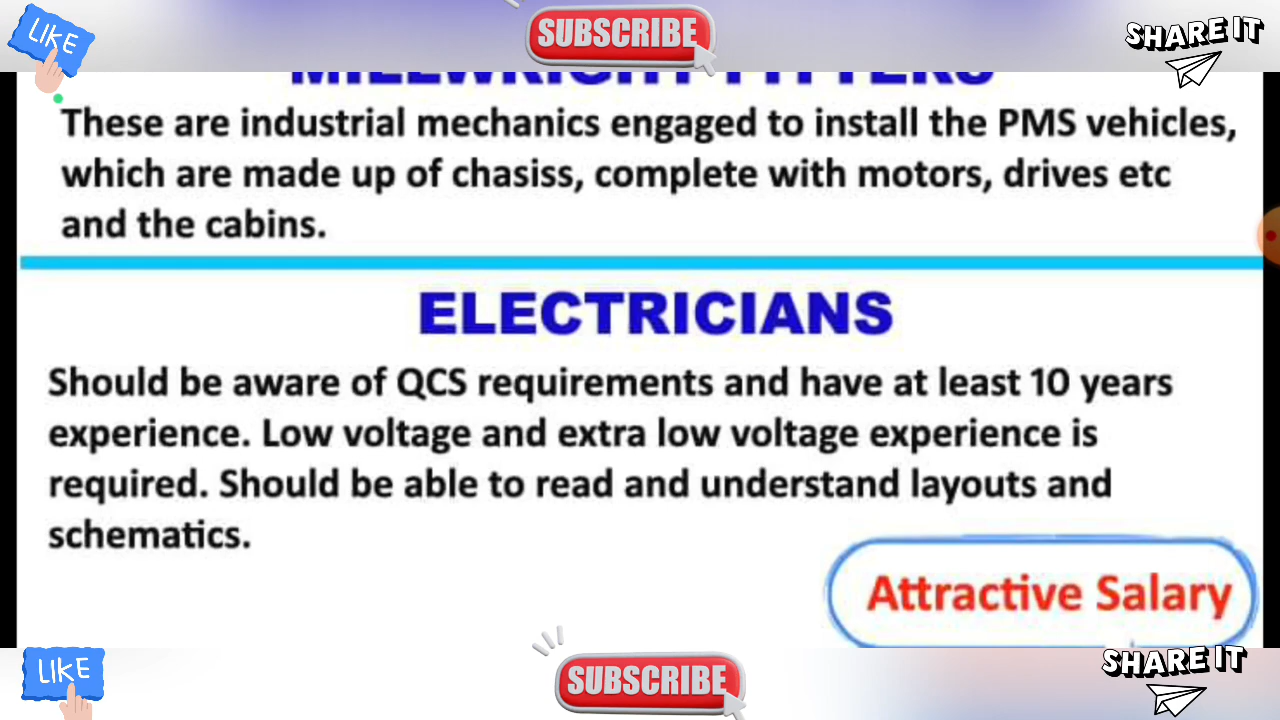 LIKE
SUBSCRIBE
SHARE IT
MILLWRIGHT FITTERS
These are industrial mechanics engaged to install the PMS vehicles,
which are made up of chasiss, complete with motors, drives etc
and the cabins.
ELECTRICIANS
Should be aware of QCS requirements and have at least 10 years
experience. Low voltage and extra low voltage experience is
required. Should be able to read and understand layouts and
schematics.
Attractive Salary
LIKE
SUBSCRIBE
SHARE IT